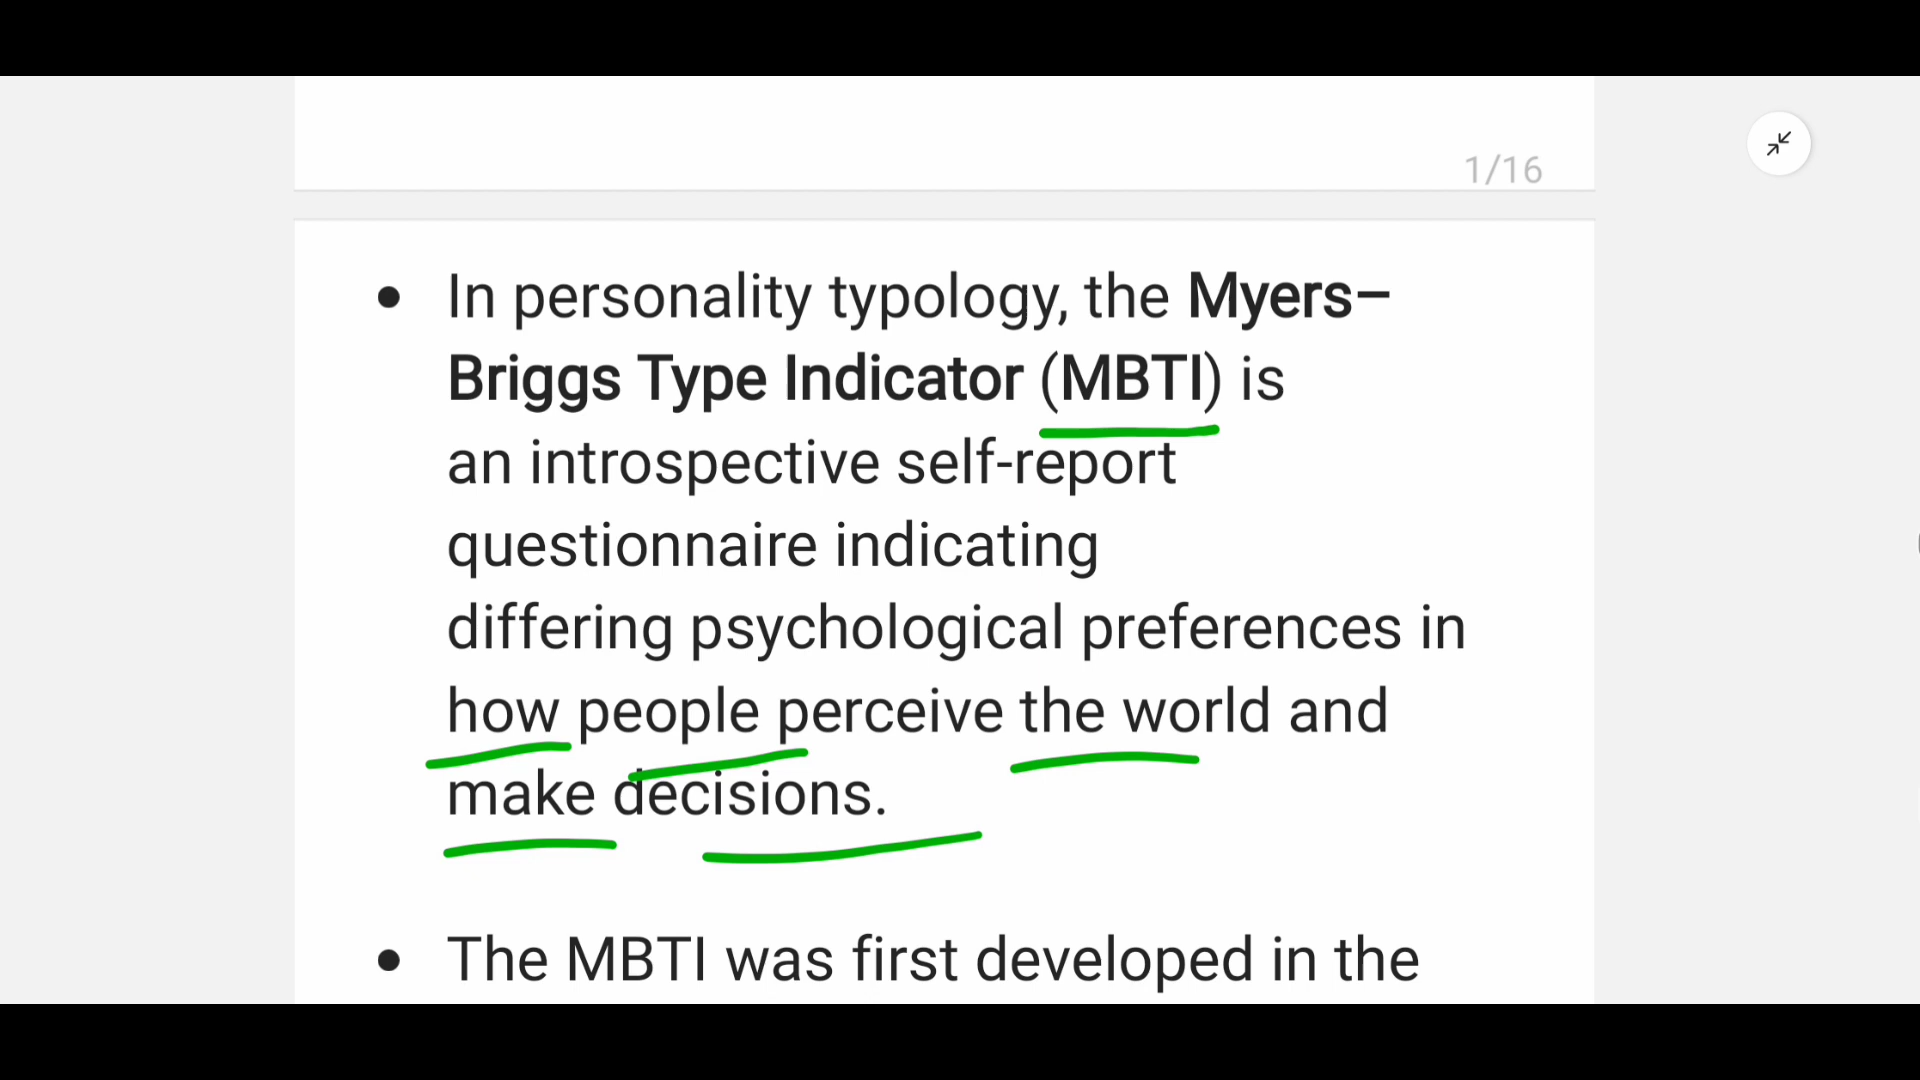 1/16
• In personality typology, the Myers–
Briggs Type Indicator (MBTI) is
an introspective self-report
questionnaire indicating
differing psychological preferences in
how people perceive the world and
make decisions.
• The MBTI was first developed in the